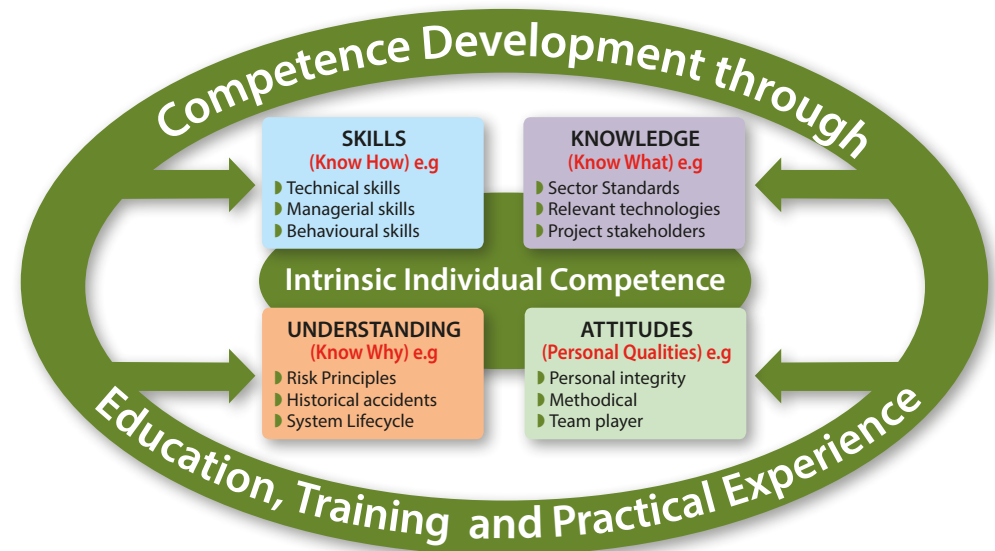 Competence Development through
SKILLS
(Know How) e.g
Technical skills
Managerial skills
Behavioural skills
KNOWLEDGE
(Know What) e.g
Sector Standards
Relevant technologies
Project stakeholders
Intrinsic Individual Competence
UNDERSTANDING
(Know Why) e.g
Risk Principles
Historical accidents
System Lifecycle
ATTITUDES
(Personal Qualities) e.g
Personal integrity
Methodical
Team player
Education, Training and Practical Experience